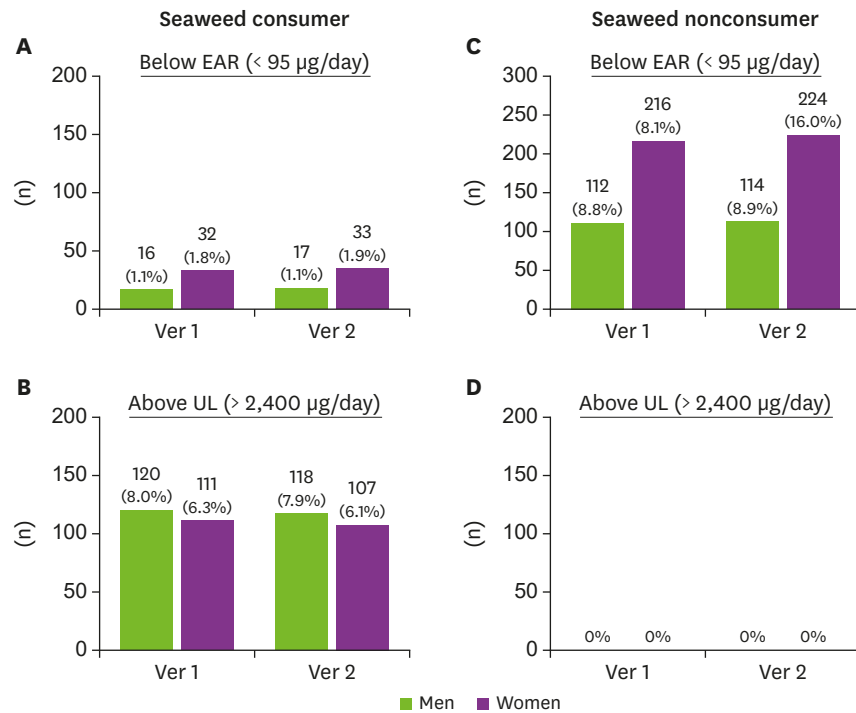 Seaweed consumer
A
Below EAR (< 95 µg/day)
200
150
100
50
0
(n)
16
(1.1%)
32
(1.8%)
17
(1.1%)
33
(1.9%)
Ver 1
Ver 2
B
Above UL (> 2,400 µg/day)
200
150
100
50
0
(n)
120
(8.0%)
111
(6.3%)
118
(7.9%)
107
(6.1%)
Ver 1
Ver 2
Seaweed nonconsumer
C
Below EAR (< 95 µg/day)
300
250
200
150
100
50
0
(n)
112
(8.8%)
216
(8.1%)
114
(8.9%)
224
(16.0%)
Ver 1
Ver 2
D
Above UL (> 2,400 µg/day)
200
150
100
50
0
(n)
0%
0%
0%
0%
Ver 1
Ver 2
Men
Women